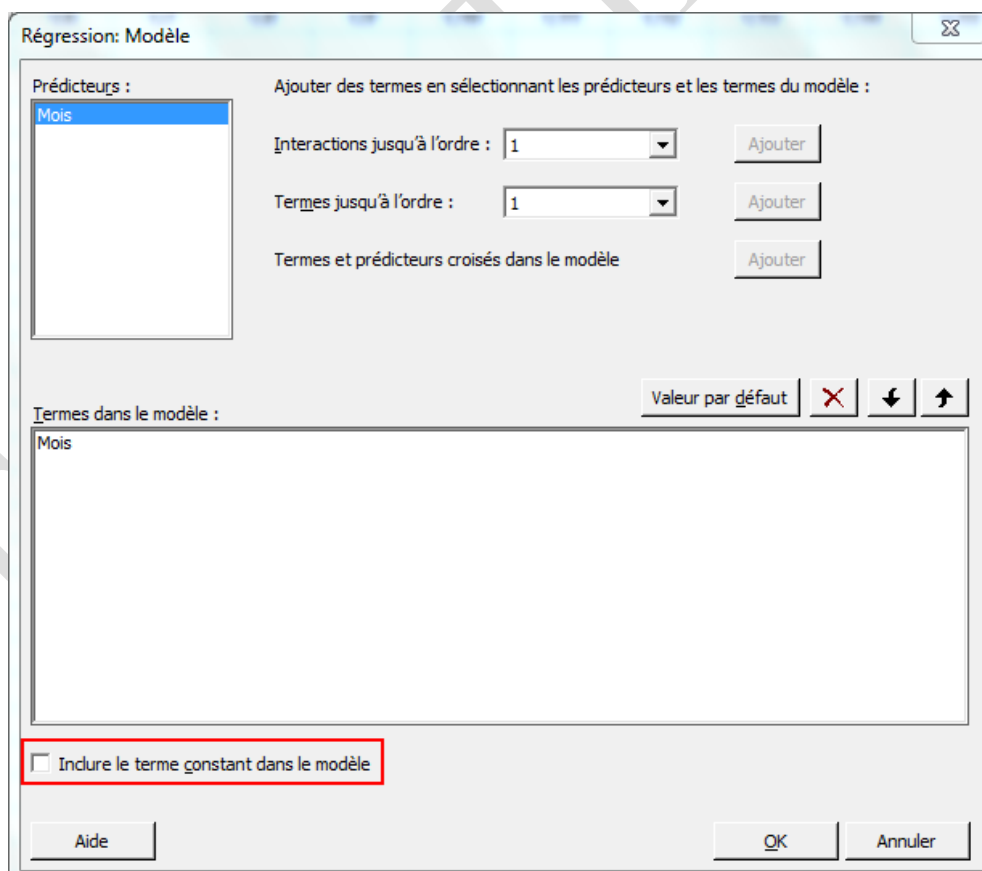 Régression: Modèle
Prédicteurs :
Mois
Ajouter des termes en sélectionnant les prédicteurs et les termes du modèle :
Interactions jusqu'à l'ordre : 1 Ajouter
Termes jusqu'à l'ordre : 1 Ajouter
Termes et prédicteurs croisés dans le modèle Ajouter
Valeur par défaut
Termes dans le modèle :
Mois
Inclure le terme constant dans le modèle
Aide OK Annuler